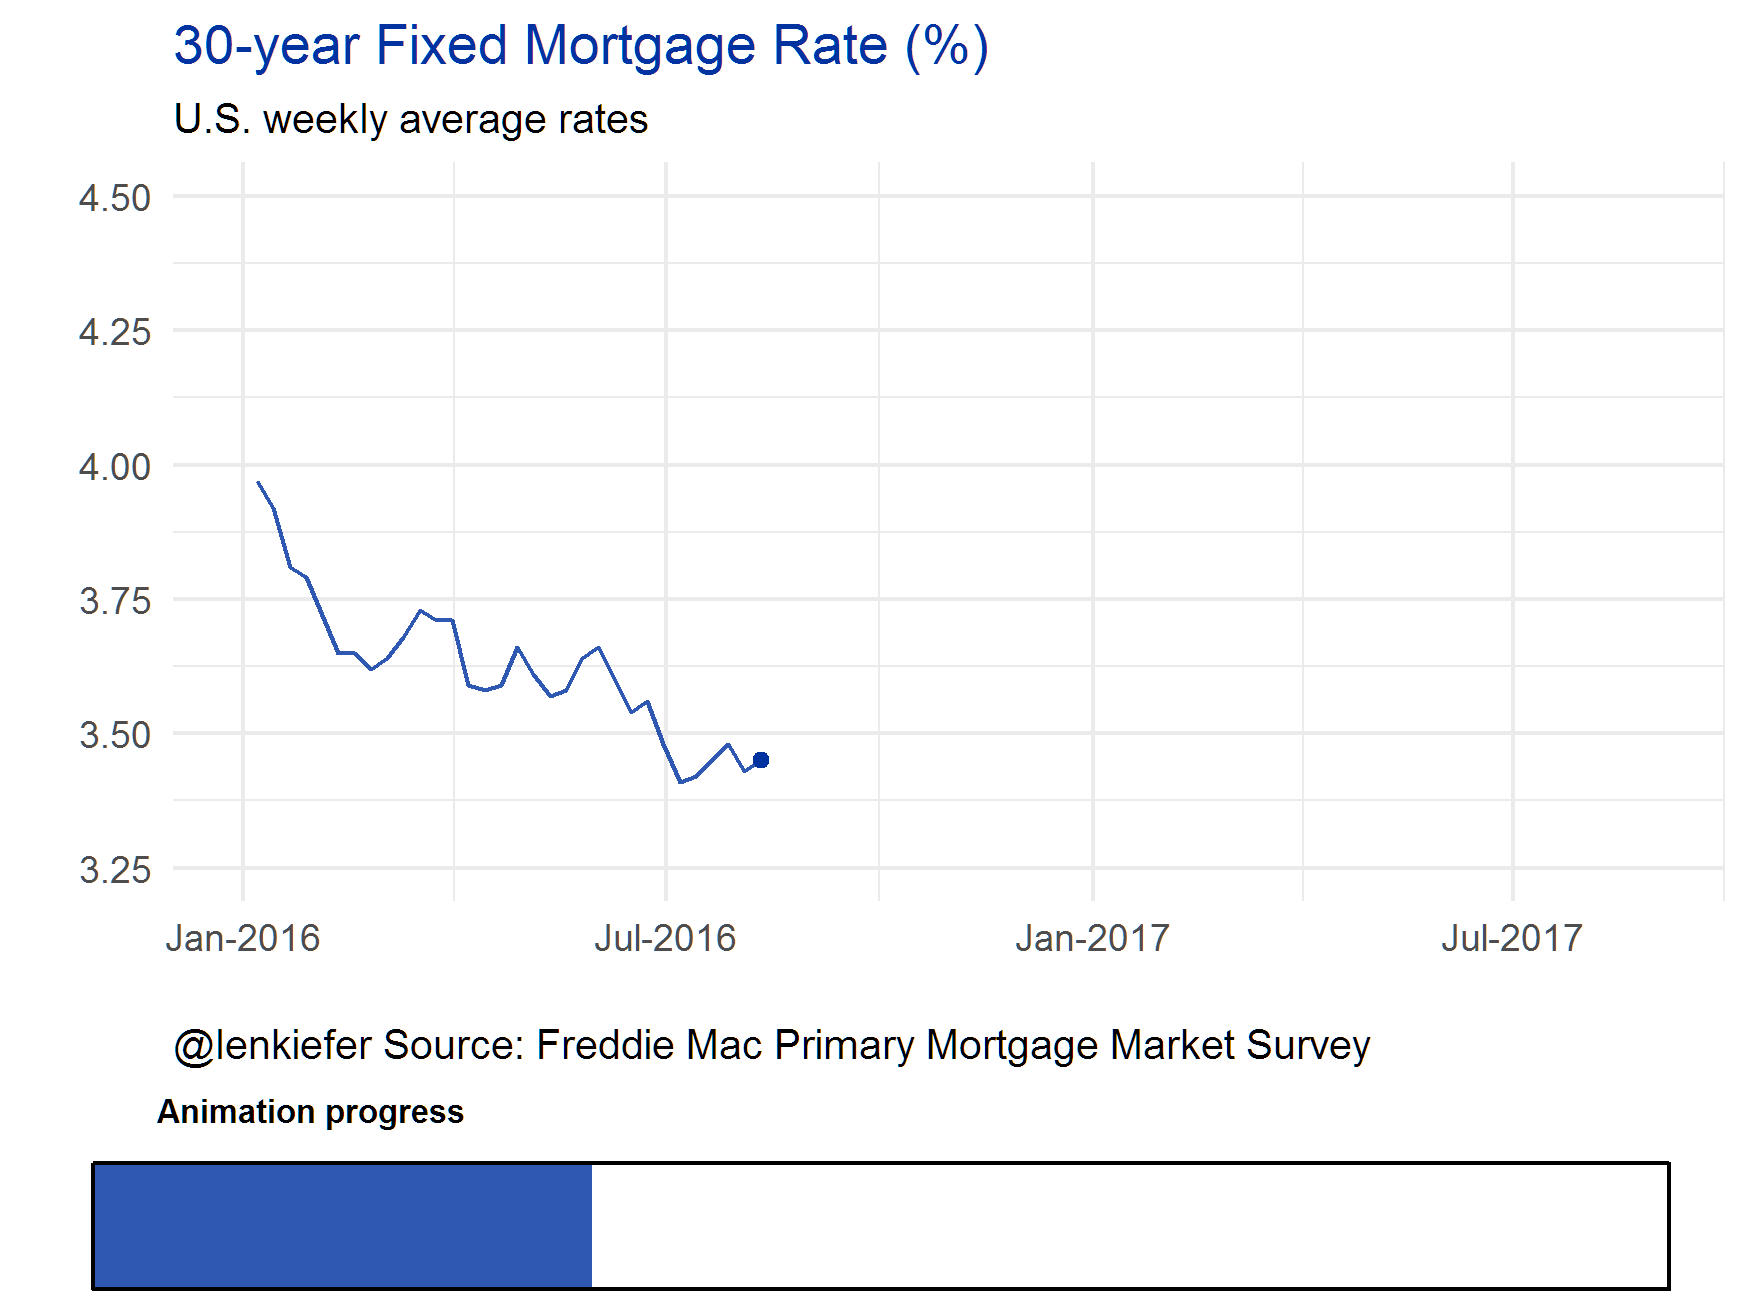 30-year Fixed Mortgage Rate (%)
U.S. weekly average rates
4.50
4.25
4.00
3.75
3.50
3.25
Jan-2016 Jul-2016 Jan-2017 Jul-2017
@lenkiefer Source: Freddie Mac Primary Mortgage Market Survey
Animation progress